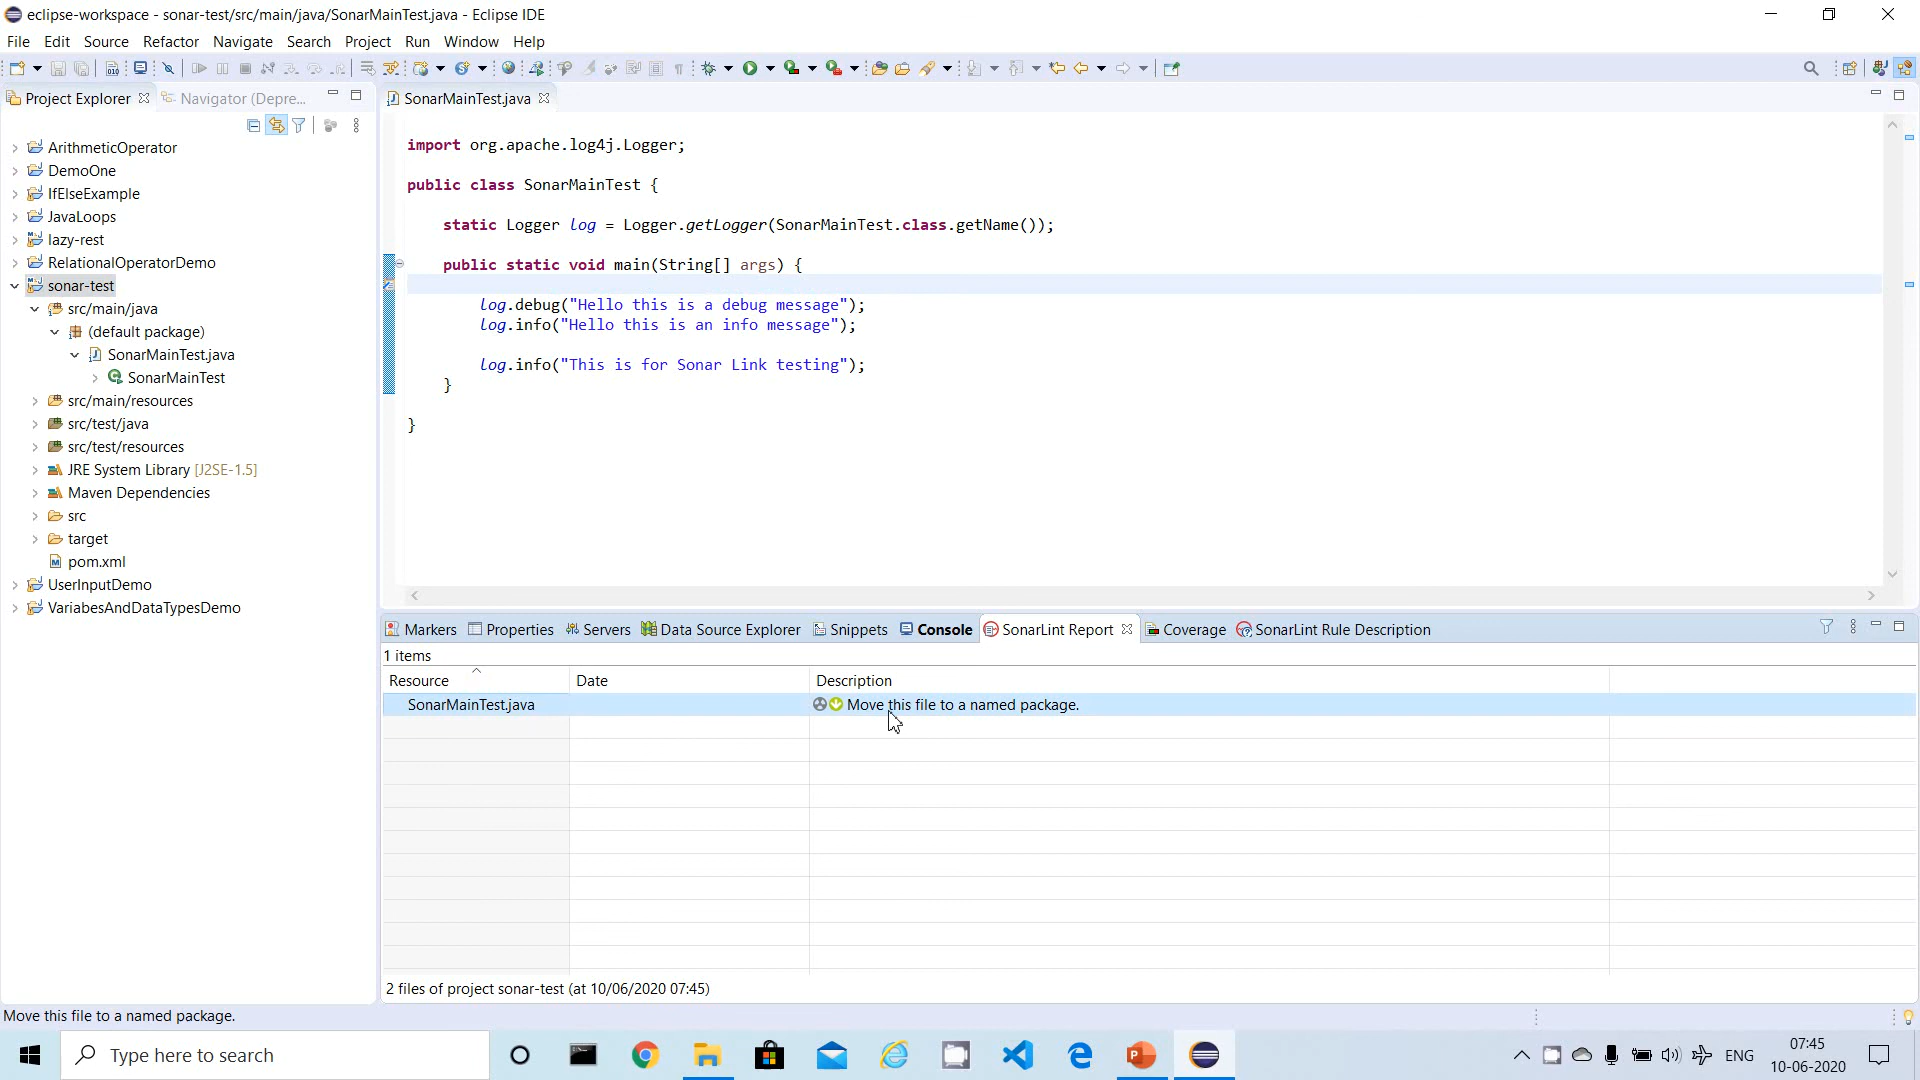 eclipse-workspace - sonar-test/src/main/java/SonarMainTest.java - Eclipse IDE
File Edit Source Refactor Navigate Search Project Run Window Help
Project Explorer Navigator (Depre...
SonarMainTest.java
ArithmeticOperator
DemoOne
IfElseExample
JavaLoops
lazy-rest
RelationalOperatorDemo
sonar-test
src/main/java
(default package)
SonarMainTest.java
SonarMainTest
src/main/resources
src/test/java
src/test/resources
JRE System Library [J2SE-1.5]
Maven Dependencies
src
target
pom.xml
UserInputDemo
VariabesAndDataTypesDemo
import org.apache.log4j.Logger;
public class SonarMainTest {
static Logger log = Logger.getLogger(SonarMainTest.class.getName());
public static void main(String[] args) {
log.debug("Hello this is a debug message");
log.info("Hello this is an info message");
log.info("This is for Sonar Link testing");
}
}
Markers Properties Servers Data Source Explorer Snippets Console SonarLint Report Coverage SonarLint Rule Description
1 items
Resource Date Description
SonarMainTest.java Move this file to a named package.
2 files of project sonar-test (at 10/06/2020 07:45)
Move this file to a named package.
Type here to search
ENG
07:45
10-06-2020